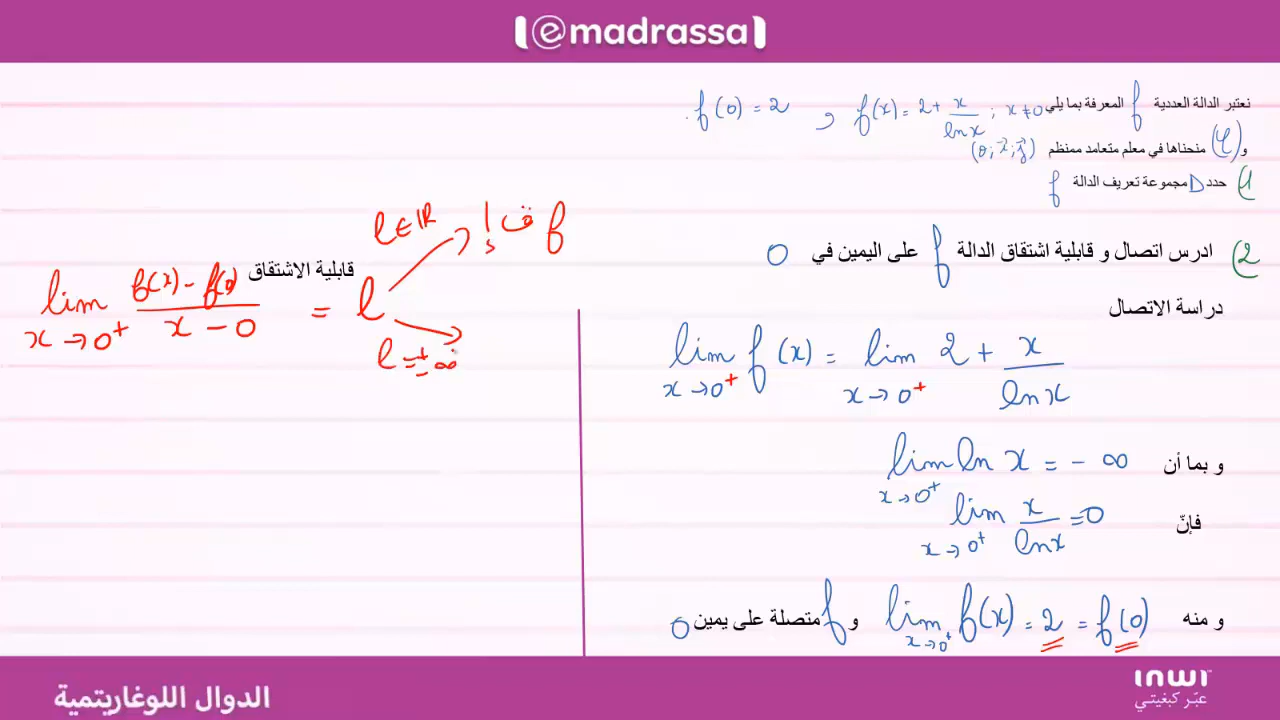 (@madrassa)
نعتبر الدالة العددية f المعرفة بما يلي f(x) = 2 + x/lnx ; x≠0 و f(0) = 2
و (C) منحناها في معلم متعامد ممنظم (0; i; j)
1) حدد D مجموعة تعريف الدالة f
2) ادرس اتصال و قابلية اشتقاق الدالة f على اليمين في 0
دراسة الاتصال
lim x→0⁺ f(x) = lim x→0⁺ 2 + x/lnx
و بما أن lim x→0⁺ ln x = -∞
فإنّ lim x→0⁺ x/lnx = 0
و منه lim x→0⁺ f(x) = 2 = f(0) و f متصلة على يمين 0
قابلية الاشتقاق
lim x→0⁺ (f(x) - f(0))/(x - 0) = l
l∈ℝ f ق إ
l = ±∞
الدوال اللوغاريتمية
inwi
عبّر كبغيتي